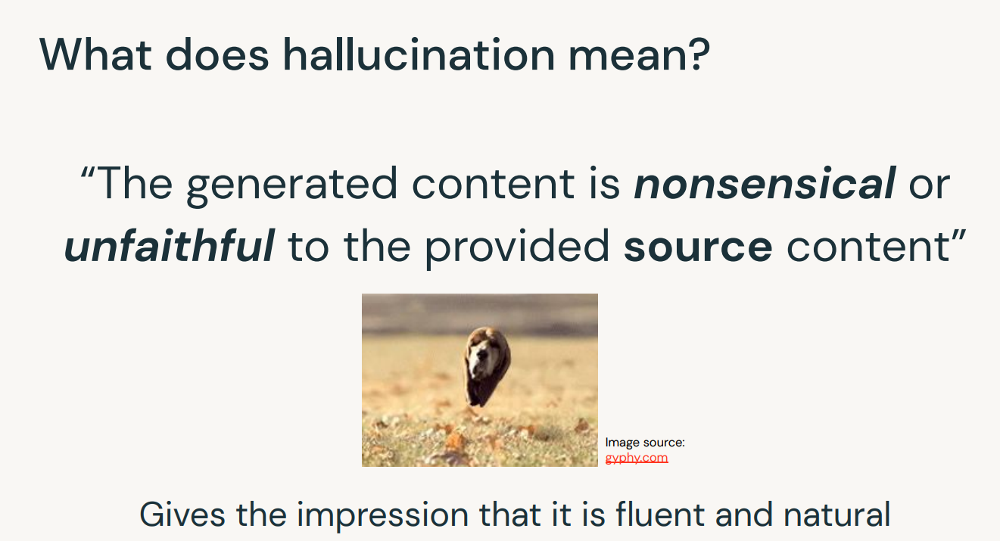 What does hallucination mean?
“The generated content is nonsensical or
unfaithful to the provided source content”
Image source:
gyphy.com
Gives the impression that it is fluent and natural